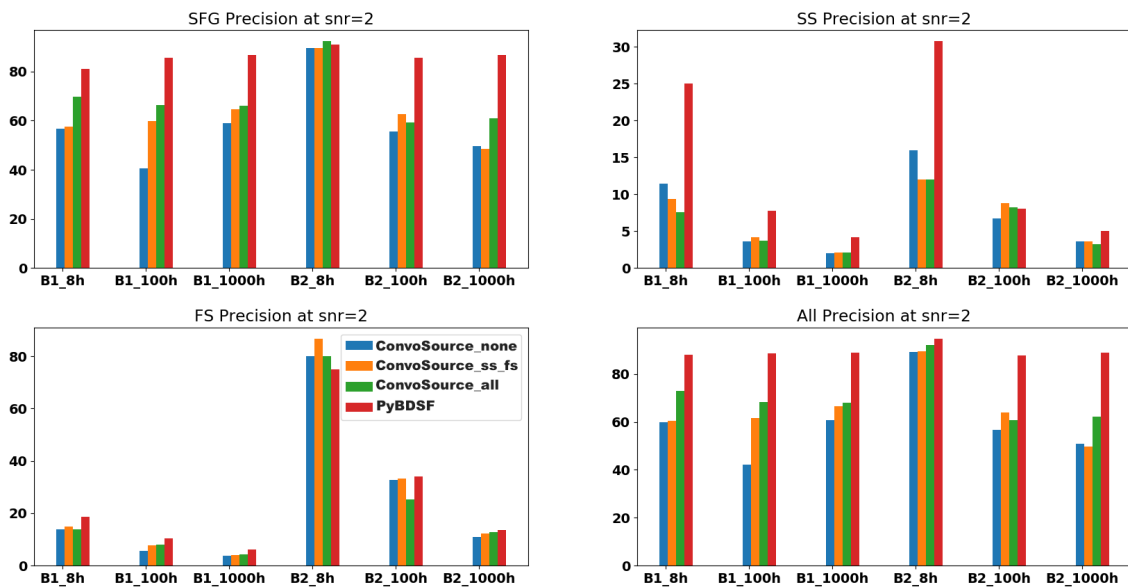 SFG Precision at snr=2
80
60
40
20
0
B1_8h B1_100h B1_1000h B2_8h B2_100h B2_1000h
SS Precision at snr=2
30
25
20
15
10
5
0
B1_8h B1_100h B1_1000h B2_8h B2_100h B2_1000h
FS Precision at snr=2
80
60
40
20
0
B1_8h B1_100h B1_1000h B2_8h B2_100h B2_1000h
ConvoSource_none
ConvoSource_ss_fs
ConvoSource_all
PyBDSF
All Precision at snr=2
80
60
40
20
0
B1_8h B1_100h B1_1000h B2_8h B2_100h B2_1000h